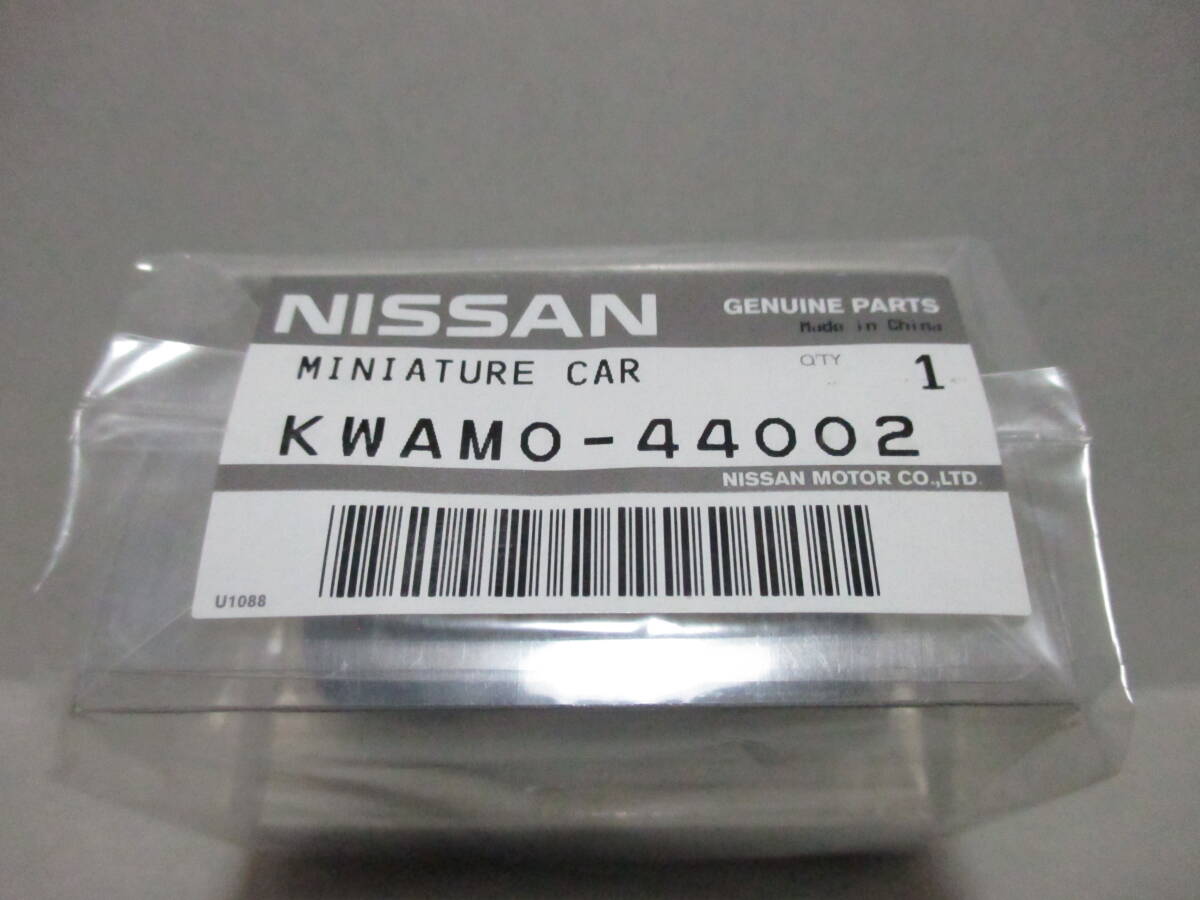 NISSAN GENUINE PARTS
Made in China
MINIATURE CAR Q'TY 1
KWAM0-44002
NISSAN MOTOR CO.,LTD.
U1088